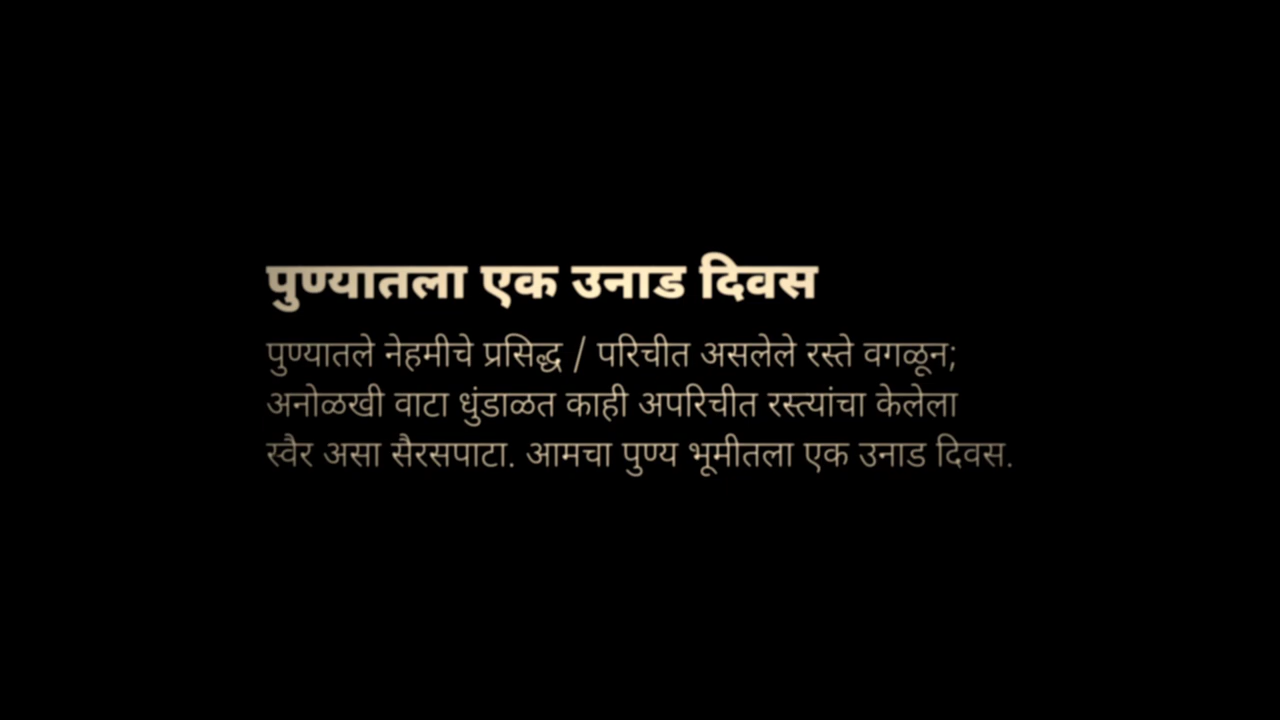 पुण्यातला एक उनाड दिवस
पुण्यातले नेहमीचे प्रसिद्ध / परिचीत असलेले रस्ते वगळून;
अनोळखी वाटा धुंडाळत काही अपरिचीत रस्त्यांचा केलेला
स्वैर असा सैरसपाटा. आमचा पुण्य भूमीतला एक उनाड दिवस.